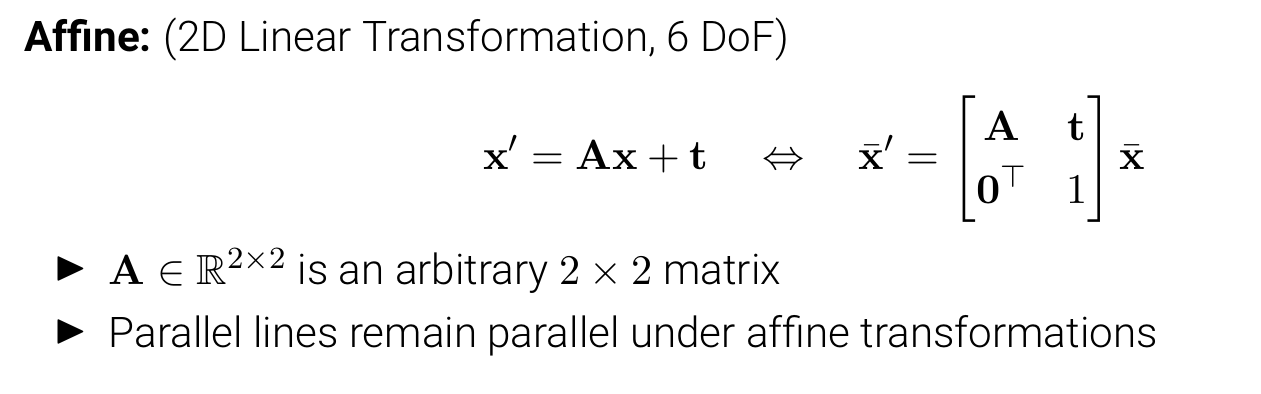 Affine: (2D Linear Transformation, 6 DoF)
x′ = Ax + t ⇔ x̄′ = [A t; 0⊤ 1] x̄
▶ A ∈ ℝ^{2×2} is an arbitrary 2 × 2 matrix
▶ Parallel lines remain parallel under affine transformations